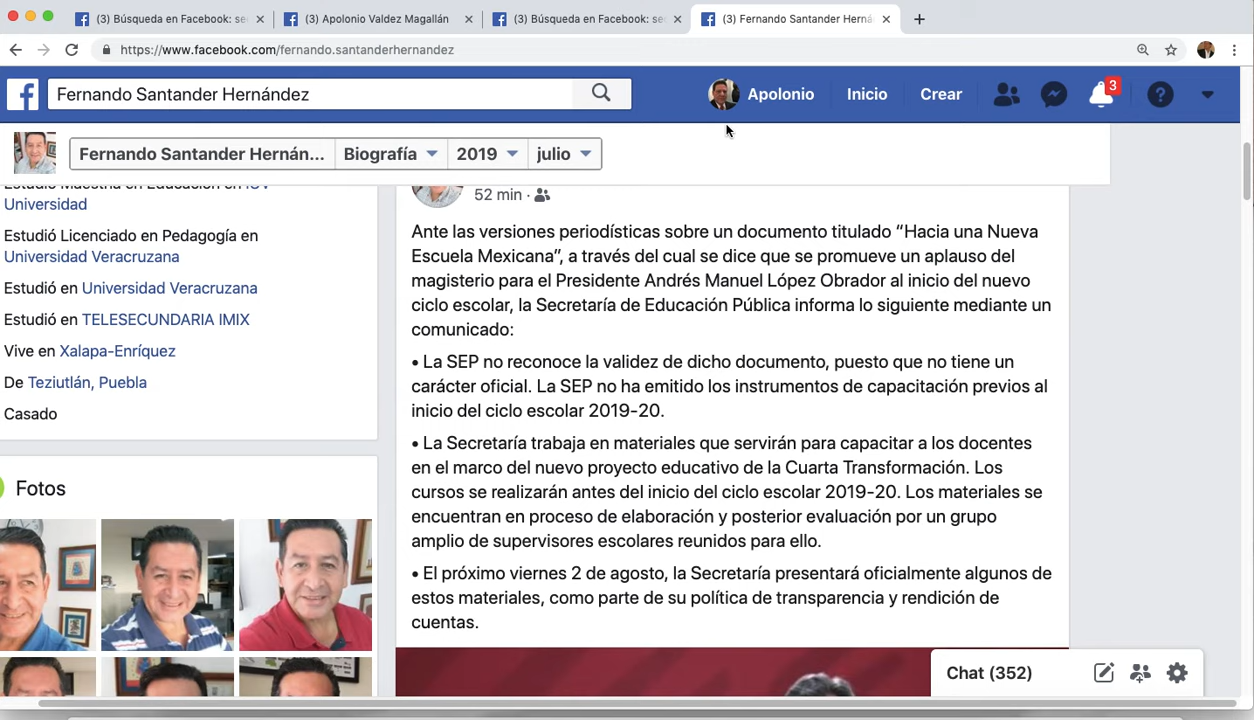 (3) Búsqueda en Facebook: se
(3) Apolonio Valdez Magallán
(3) Búsqueda en Facebook: se
(3) Fernando Santander Herná
https://www.facebook.com/fernando.santanderhernandez
Fernando Santander Hernández
Apolonio
Inicio
Crear
3
Fernando Santander Hernán...
Biografía
2019
julio
Estudió Maestría en Educación en
Universidad
Estudió Licenciado en Pedagogía en
Universidad Veracruzana
Estudió en Universidad Veracruzana
Estudió en TELESECUNDARIA IMIX
Vive en Xalapa-Enríquez
De Teziutlán, Puebla
Casado
Fotos
52 min ·
Ante las versiones periodísticas sobre un documento titulado “Hacia una Nueva
Escuela Mexicana”, a través del cual se dice que se promueve un aplauso del
magisterio para el Presidente Andrés Manuel López Obrador al inicio del nuevo
ciclo escolar, la Secretaría de Educación Pública informa lo siguiente mediante un
comunicado:
• La SEP no reconoce la validez de dicho documento, puesto que no tiene un
carácter oficial. La SEP no ha emitido los instrumentos de capacitación previos al
inicio del ciclo escolar 2019-20.
• La Secretaría trabaja en materiales que servirán para capacitar a los docentes
en el marco del nuevo proyecto educativo de la Cuarta Transformación. Los
cursos se realizarán antes del inicio del ciclo escolar 2019-20. Los materiales se
encuentran en proceso de elaboración y posterior evaluación por un grupo
amplio de supervisores escolares reunidos para ello.
• El próximo viernes 2 de agosto, la Secretaría presentará oficialmente algunos de
estos materiales, como parte de su política de transparencia y rendición de
cuentas.
Chat (352)